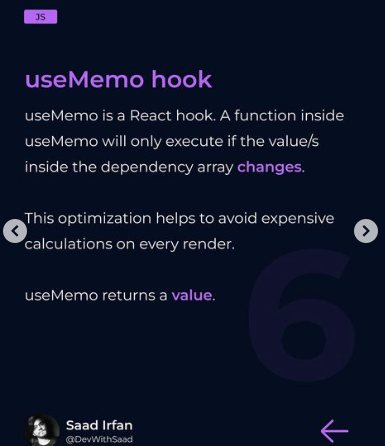 JS
useMemo hook
useMemo is a React hook. A function inside
useMemo will only execute if the value/s
inside the dependency array changes.
This optimization helps to avoid expensive
calculations on every render.
useMemo returns a value.
6
Saad Irfan
@DevWithSaad